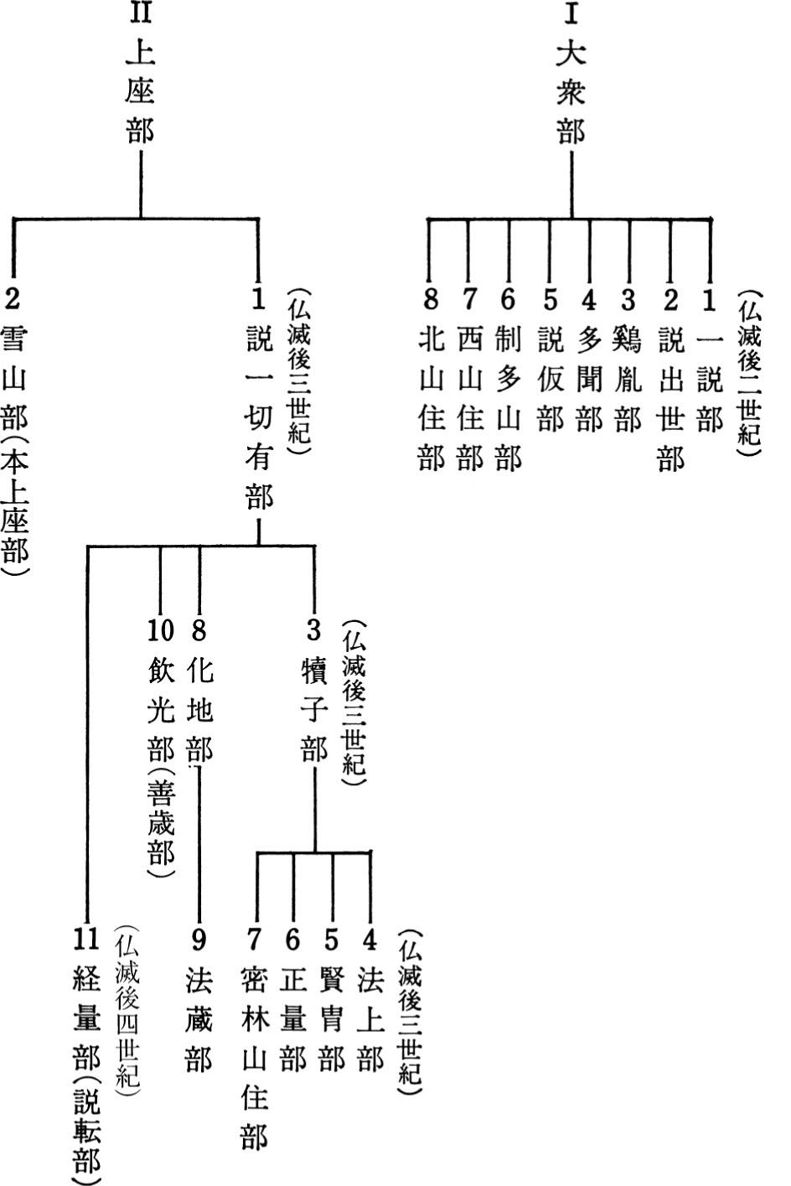 I 大衆部
(仏滅後二世紀)
1 一説部
2 説出世部
3 鷄胤部
4 多聞部
5 説仮部
6 制多山部
7 西山住部
8 北山住部
II 上座部
(仏滅後三世紀)
1 説一切有部
2 雪山部(本上座部)
(仏滅後三世紀)
3 犢子部
8 化地部
10 飲光部(善歳部)
(仏滅後三世紀)
4 法上部
5 賢冑部
6 正量部
7 密林山住部
9 法蔵部
(仏滅後四世紀)
11 経量部(説転部)